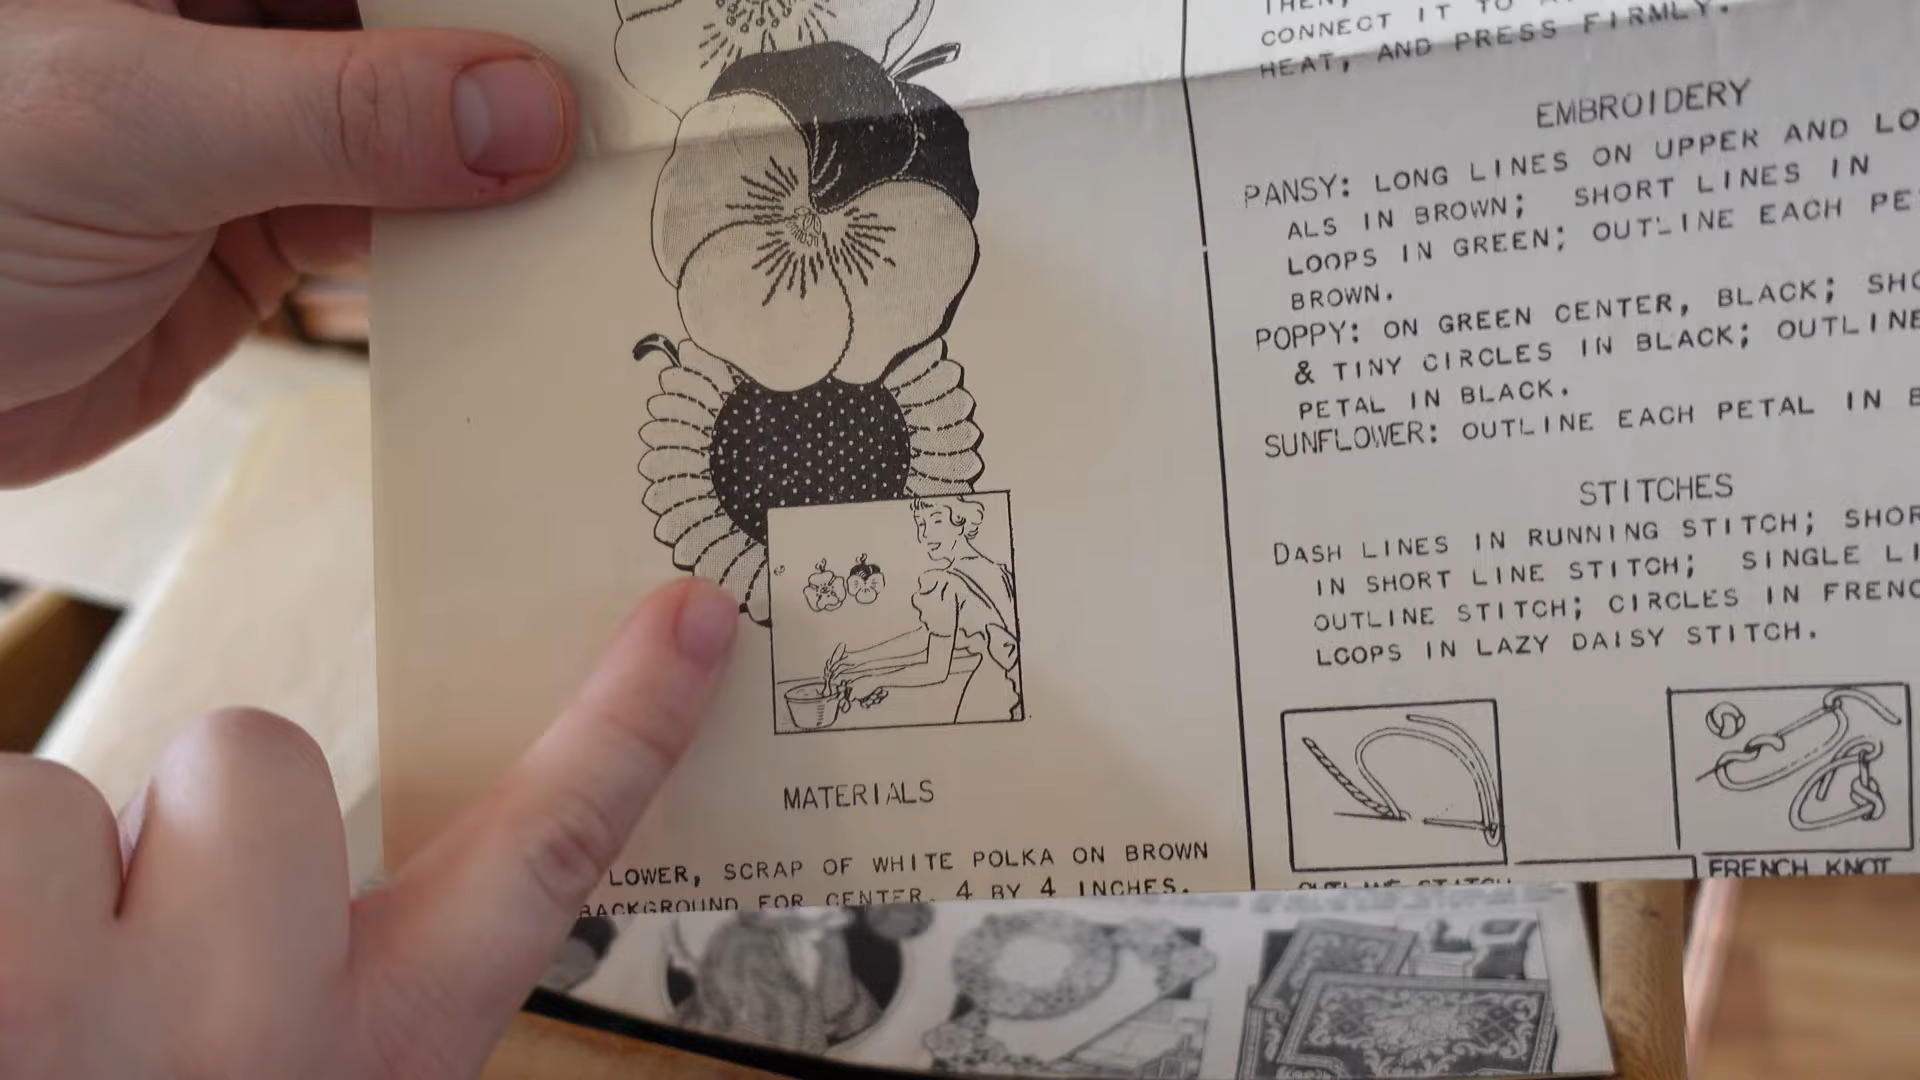 MATERIALS
LOWER, SCRAP OF WHITE POLKA ON BROWN
BACKGROUND FOR CENTER, 4 BY 4 INCHES.
THEN,
CONNECT IT TO
HEAT, AND PRESS FIRMLY.
EMBROIDERY
PANSY: LONG LINES ON UPPER AND LO
ALS IN BROWN; SHORT LINES IN
LOOPS IN GREEN; OUTLINE EACH PE
BROWN.
POPPY: ON GREEN CENTER, BLACK; SHO
& TINY CIRCLES IN BLACK; OUTLINE
PETAL IN BLACK.
SUNFLOWER: OUTLINE EACH PETAL IN B
STITCHES
DASH LINES IN RUNNING STITCH; SHOR
IN SHORT LINE STITCH; SINGLE LI
OUTLINE STITCH; CIRCLES IN FRENC
LOOPS IN LAZY DAISY STITCH.
OUTLINE STITCH
FRENCH KNOT